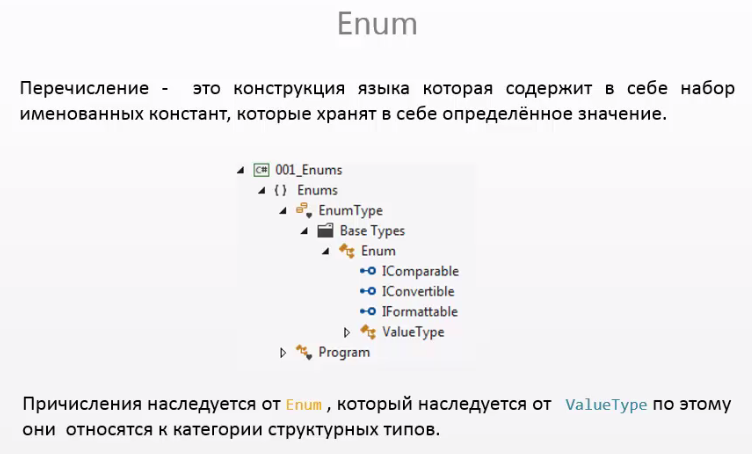 Enum
Перечисление - это конструкция языка которая содержит в себе набор
именованных констант, которые хранят в себе определённое значение.
C# 001_Enums
{ } Enums
EnumType
Base Types
Enum
IComparable
IConvertible
IFormattable
ValueType
Program
Причисления наследуется от Enum , который наследуется от ValueType по этому
они относятся к категории структурных типов.